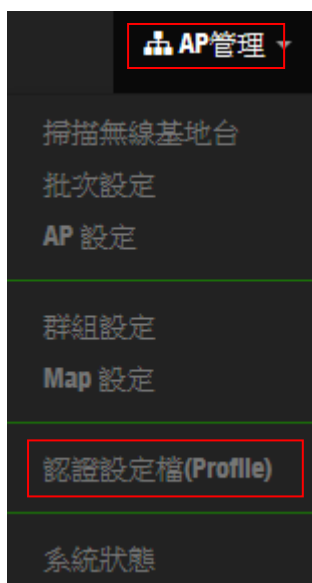 AP管理
掃描無線基地台
批次設定
AP 設定
群組設定
Map 設定
認證設定檔(Profile)
系統狀態